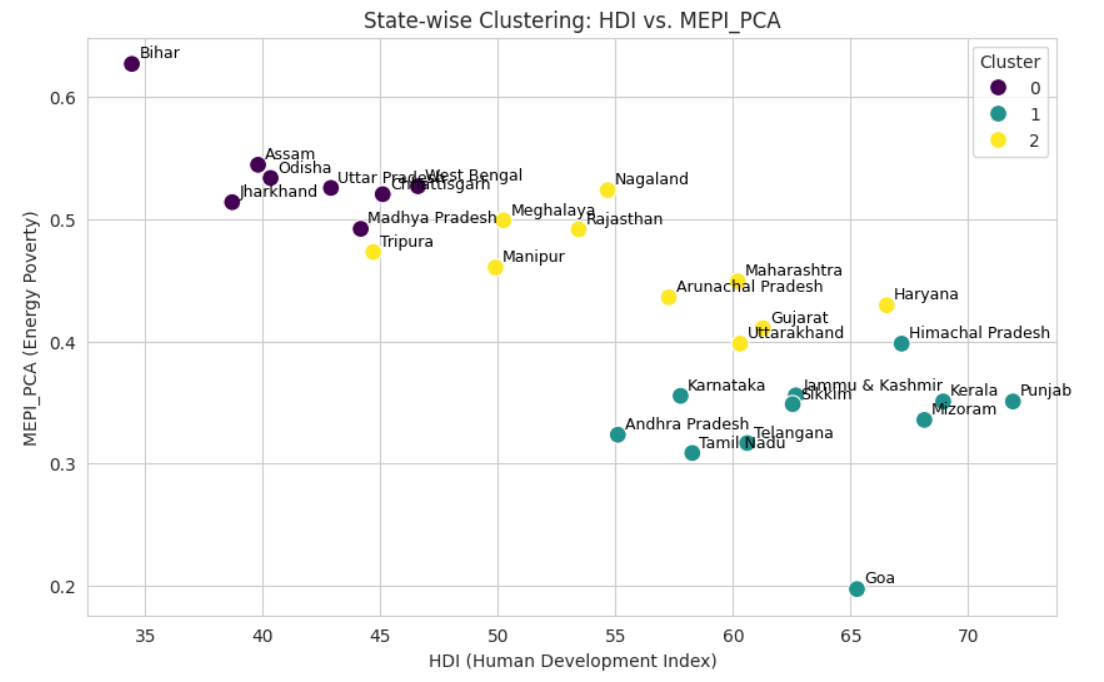 State-wise Clustering: HDI vs. MEPI_PCA
Cluster
0
1
2
MEPI_PCA (Energy Poverty)
0.6
0.5
0.4
0.3
0.2
Bihar
Assam
Odisha
Jharkhand
Uttar Pradesh
Chhattisgarh
West Bengal
Madhya Pradesh
Tripura
Meghalaya
Manipur
Nagaland
Rajasthan
Maharashtra
Arunachal Pradesh
Gujarat
Uttarakhand
Haryana
Himachal Pradesh
Karnataka
Jammu & Kashmir
Sikkim
Kerala
Punjab
Mizoram
Andhra Pradesh
Telangana
Tamil Nadu
Goa
35
40
45
50
55
60
65
70
HDI (Human Development Index)